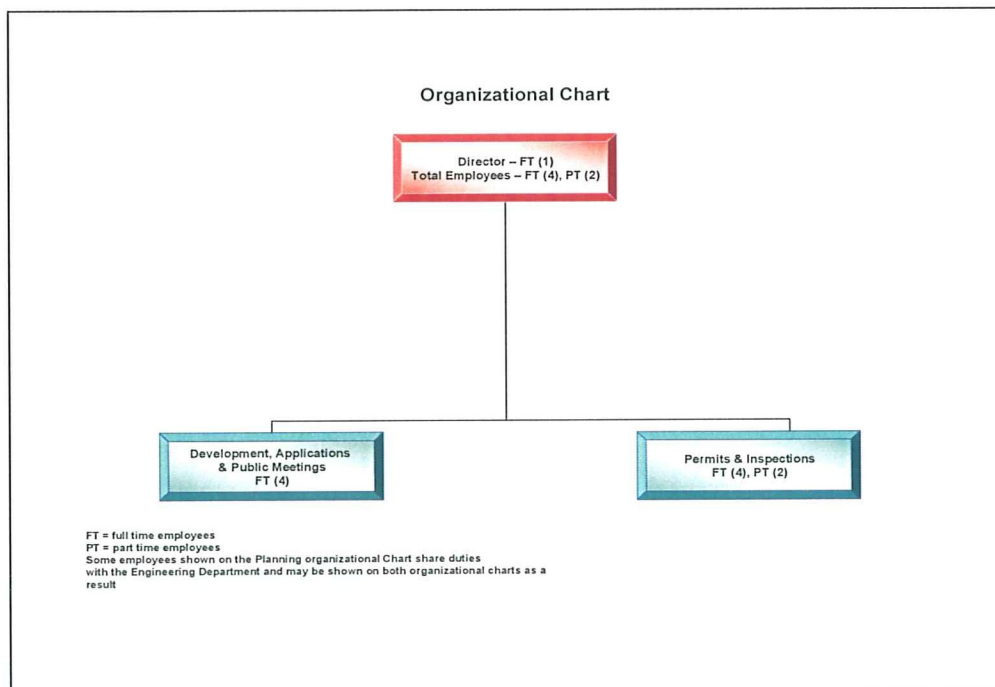 Organizational Chart
Director – FT (1)
Total Employees – FT (4), PT (2)
Development, Applications
& Public Meetings
FT (4)
Permits & Inspections
FT (4), PT (2)
FT = full time employees
PT = part time employees
Some employees shown on the Planning organizational Chart share duties
with the Engineering Department and may be shown on both organizational charts as a
result